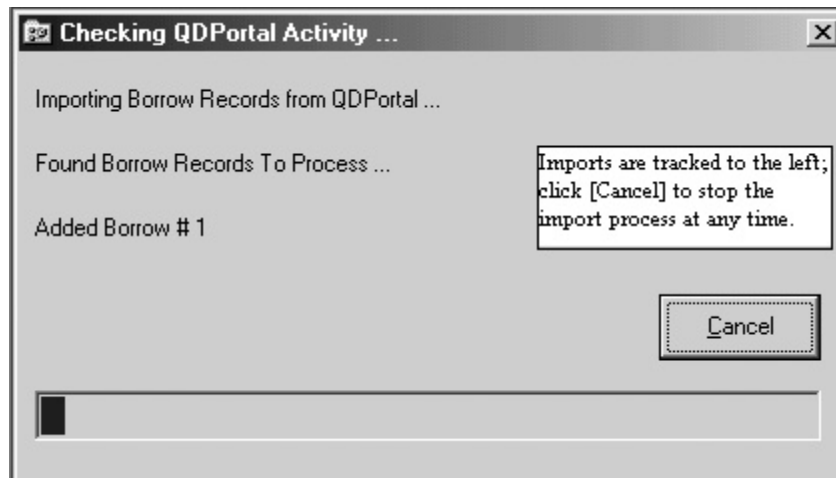 Checking QDPortal Activity ...
Importing Borrow Records from QDPortal ...
Found Borrow Records To Process ...
Imports are tracked to the left;
click [Cancel] to stop the
import process at any time.
Added Borrow # 1
Cancel